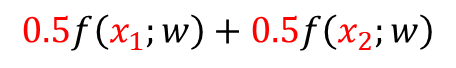 0.5f(x₁; w) + 0.5f(x₂; w)